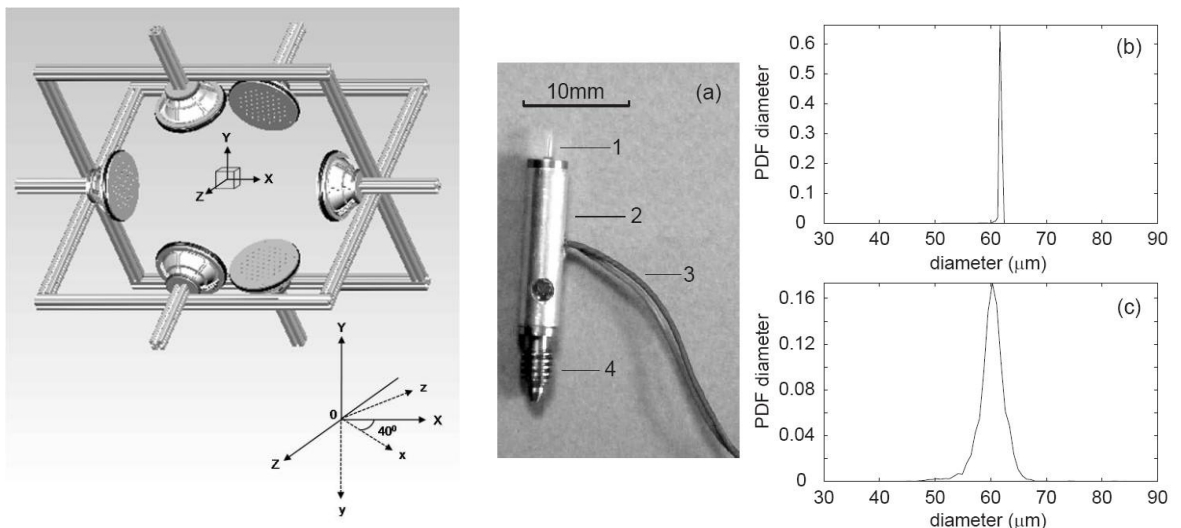 Y
X
Z
Y
z
0
X
40⁰
x
Z
y
10mm
(a)
1
2
3
4
(b)
PDF diameter
0.6
0.5
0.4
0.3
0.2
0.1
0
30 40 50 60 70 80 90
diameter (μm)
(c)
PDF diameter
0.16
0.12
0.08
0.04
0
30 40 50 60 70 80 90
diameter (μm)